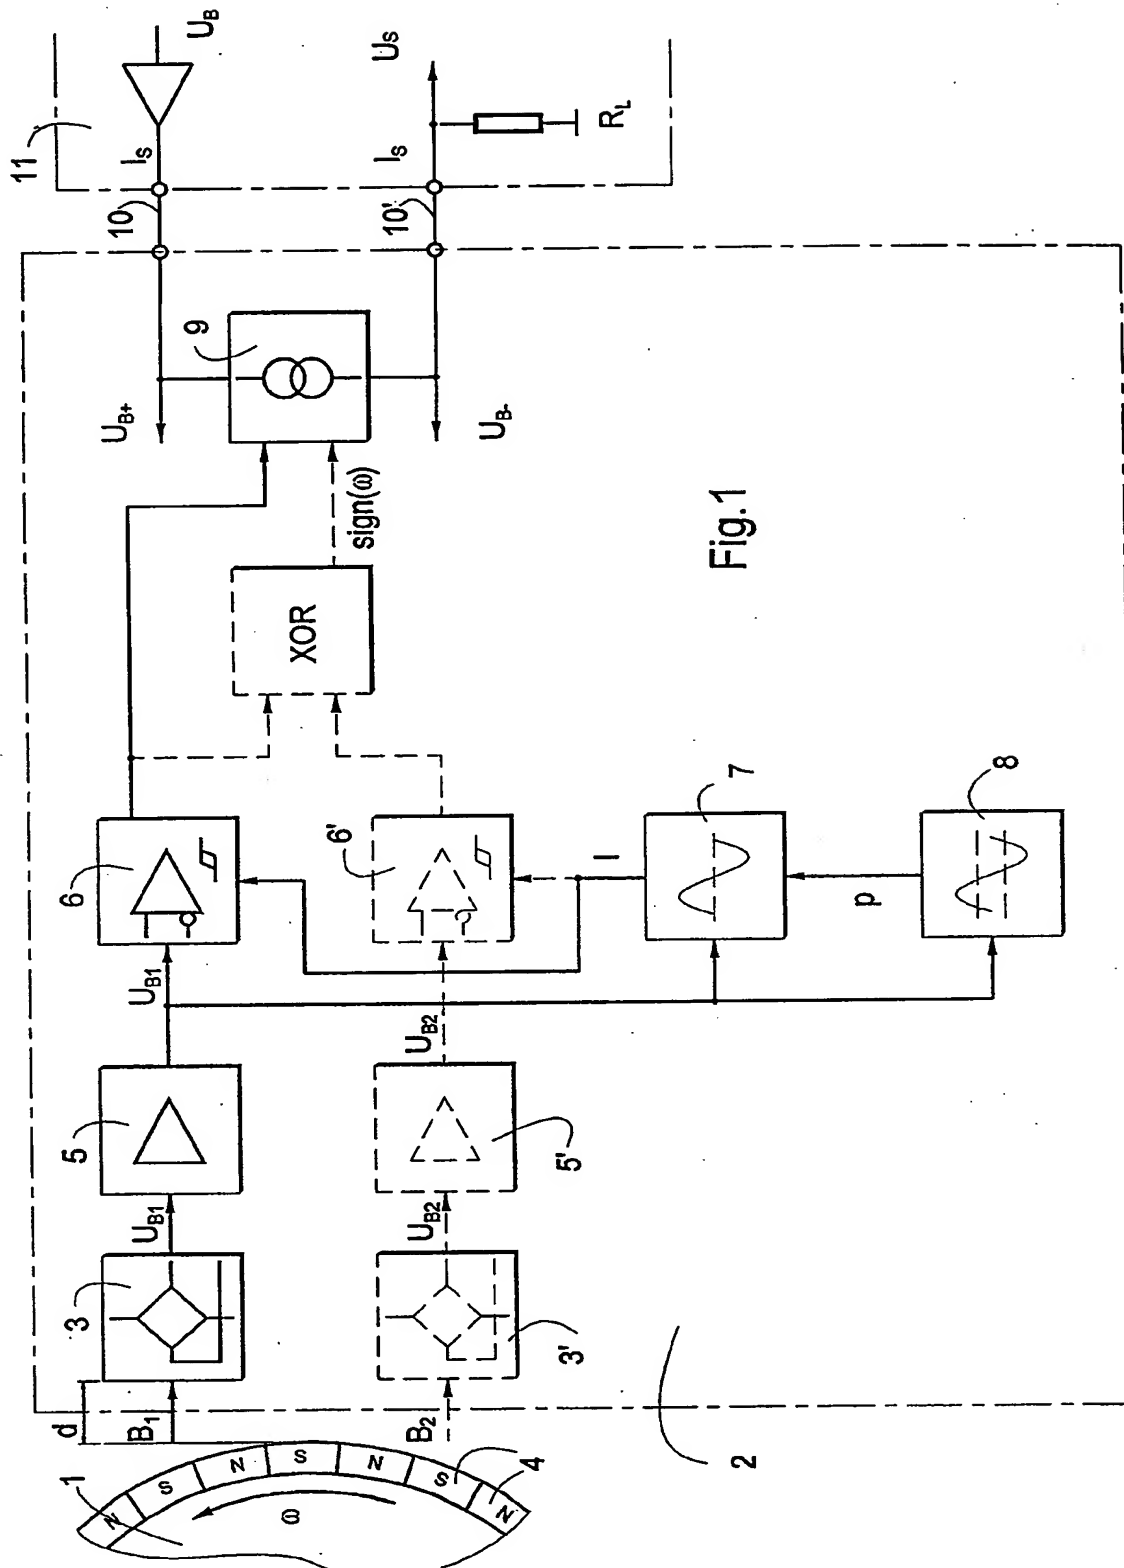 11
U_B
I_S
10
U_S
R_L
I_S
10'
9
U_B+
U_B-
sign(ω)
XOR
Fig.1
6
6'
7
8
l
p
U_B1
U_B2
5
5'
U_B1
U_B2
3
3'
d
B_1
B_2
2
1
4
ω
N
S
N
S
N
S
N